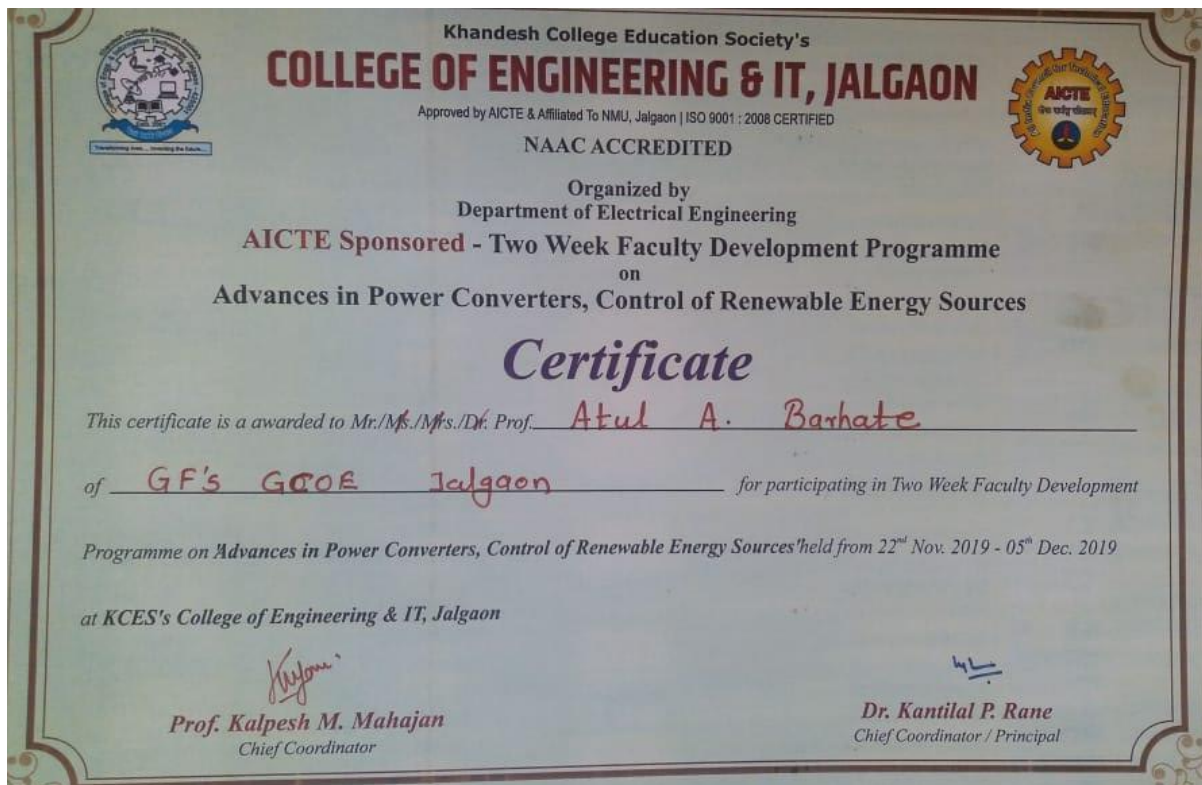 Khandesh College Education Society's
COLLEGE OF ENGINEERING & IT, JALGAON
Approved by AICTE & Affiliated To NMU, Jalgaon | ISO 9001 : 2008 CERTIFIED
NAAC ACCREDITED
Transforming lives.... Inventing the future....
AICTE
Organized by
Department of Electrical Engineering
AICTE Sponsored - Two Week Faculty Development Programme
on
Advances in Power Converters, Control of Renewable Energy Sources
Certificate
This certificate is a awarded to Mr./Ms./Mrs./Dr. Prof. Atul A. Barhate
of GF's GCOE Jalgaon for participating in Two Week Faculty Development
Programme on 'Advances in Power Converters, Control of Renewable Energy Sources' held from 22nd Nov. 2019 - 05th Dec. 2019
at KCES's College of Engineering & IT, Jalgaon
Prof. Kalpesh M. Mahajan
Chief Coordinator
Dr. Kantilal P. Rane
Chief Coordinator / Principal